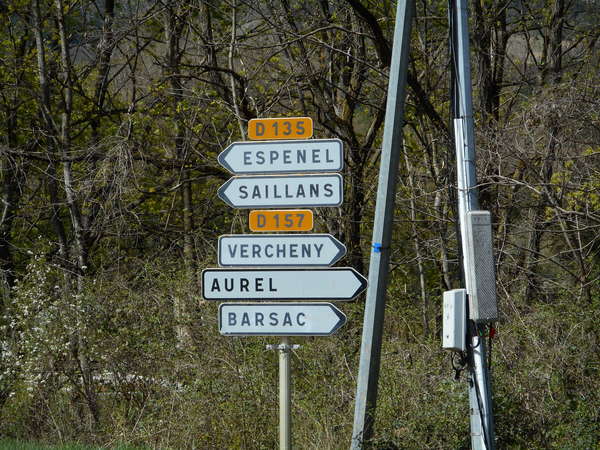 D 135
ESPENEL
SAILLANS
D 157
VERCHENY
AUREL
BARSAC